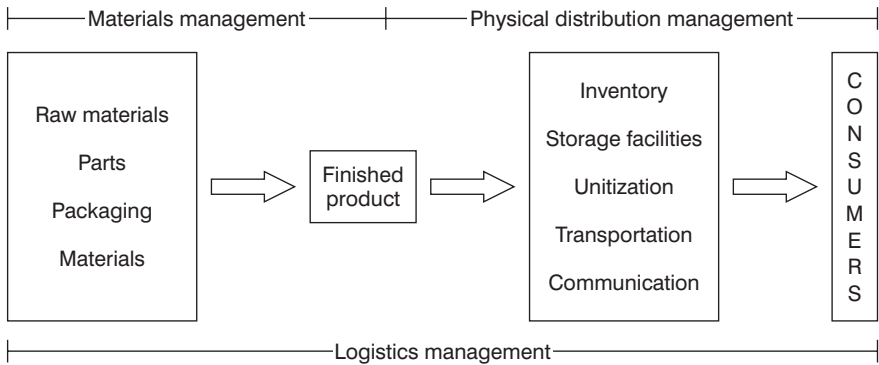 Materials management
Physical distribution management
Raw materials
Parts
Packaging
Materials
Finished
product
Inventory
Storage facilities
Unitization
Transportation
Communication
C
O
N
S
U
M
E
R
S
Logistics management